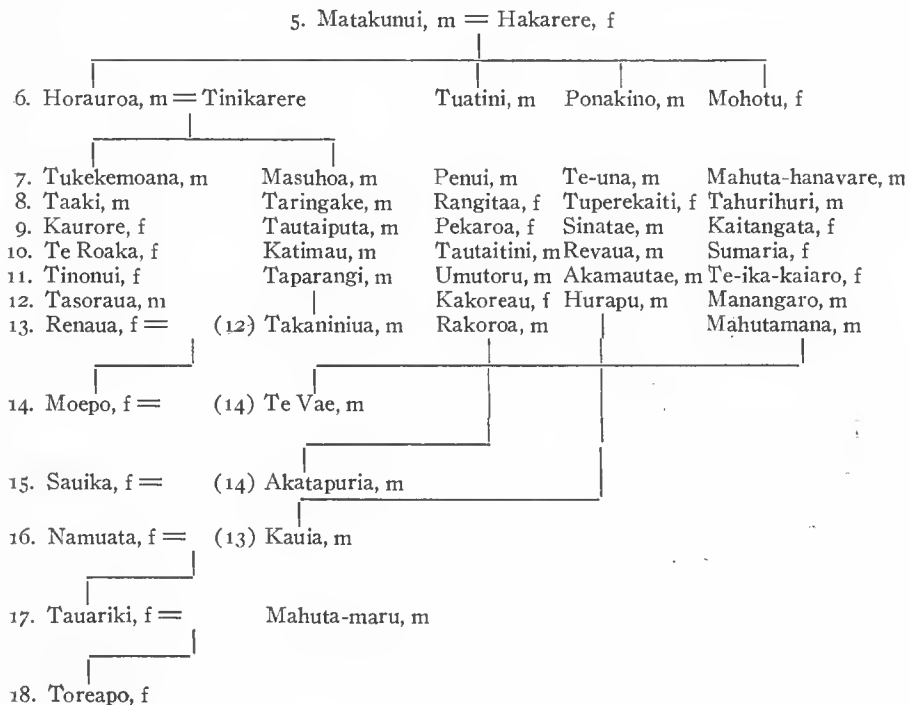 5. Matakunui, m = Hakarere, f
6. Horauroa, m = Tinikarere Tuatini, m Ponakino, m Mohotu, f
7. Tukekemoana, m Masuhoa, m Penui, m Te-una, m Mahuta-hanavare, m
8. Taaki, m Taringake, m Rangitaa, f Tuperekaiti, f Tahurihuri, m
9. Kaurore, f Tautaiputa, m Pekaroa, f Sinatae, m Kaitangata, f
10. Te Roaka, f Katimau, m Tautaitini, m Revaua, m Sumaria, f
11. Tinonui, f Taparangi, m Umutoru, m Akamautae, m Te-ika-kaiaro, f
12. Tasoraua, m Kakoreau, f Hurapu, m Manangaro, m
13. Renaua, f = (12) Takaniniua, m Rakoroa, m Mahutamana, m
14. Moepo, f = (14) Te Vae, m
15. Sauika, f = (14) Akatapuria, m
16. Namuata, f = (13) Kauia, m
17. Tauariki, f = Mahuta-maru, m
18. Toreapo, f